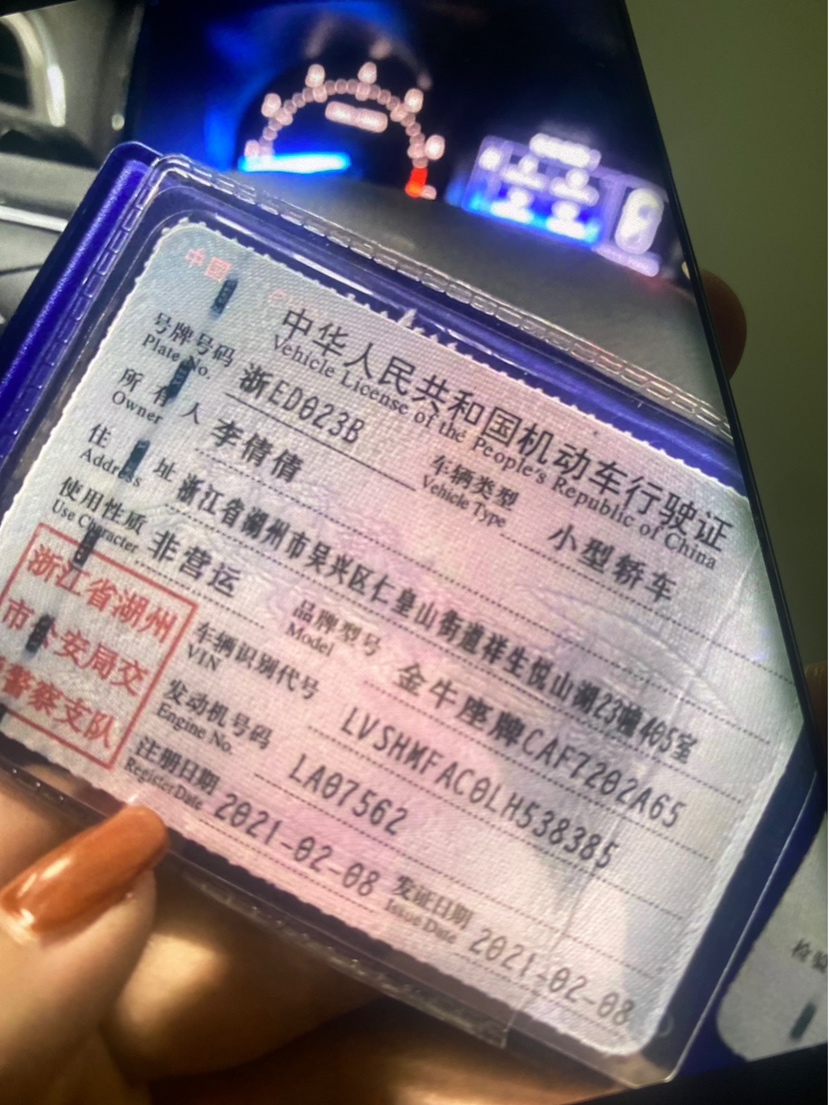 中国
中华人民共和国机动车行驶证
Vehicle License of the People's Republic of China
号牌号码 浙ED023B 车辆类型 小型轿车
Plate No. Vehicle Type
所有人 李倩倩
Owner
住址 浙江省湖州市吴兴区仁皇山街道祥生悦山湖23幢405室
Address
使用性质 非营运 品牌型号 金牛座牌CAF7202A65
Use Character Model
浙江省湖州
市公安局交
警察支队
车辆识别代号 LVSHMFAC0LH538385
VIN
发动机号码 LA07562
Engine No.
注册日期 2021-02-08 发证日期 2021-02-08
Register Date Issue Date
检验